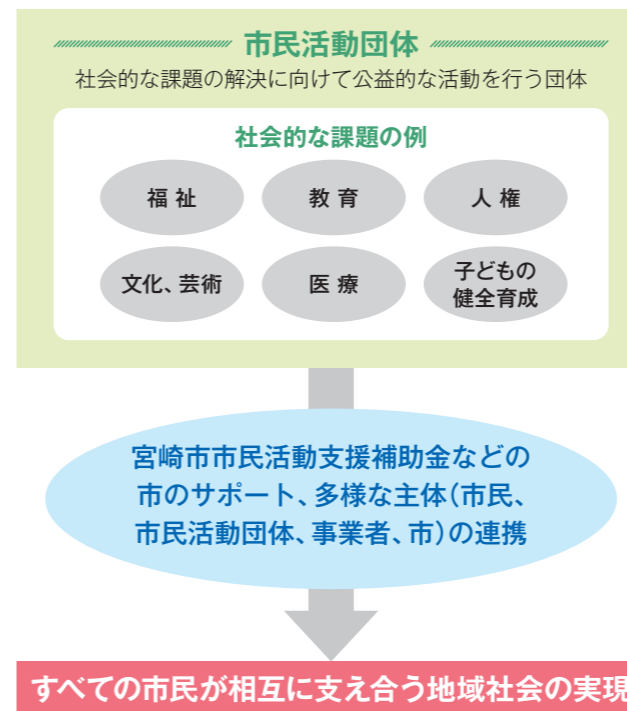 市民活動団体
社会的な課題の解決に向けて公益的な活動を行う団体
社会的な課題の例
福祉
教育
人権
文化、芸術
医療
子どもの
健全育成
宮崎市市民活動支援補助金などの
市のサポート、多様な主体（市民、
市民活動団体、事業者、市）の連携
すべての市民が相互に支え合う地域社会の実現